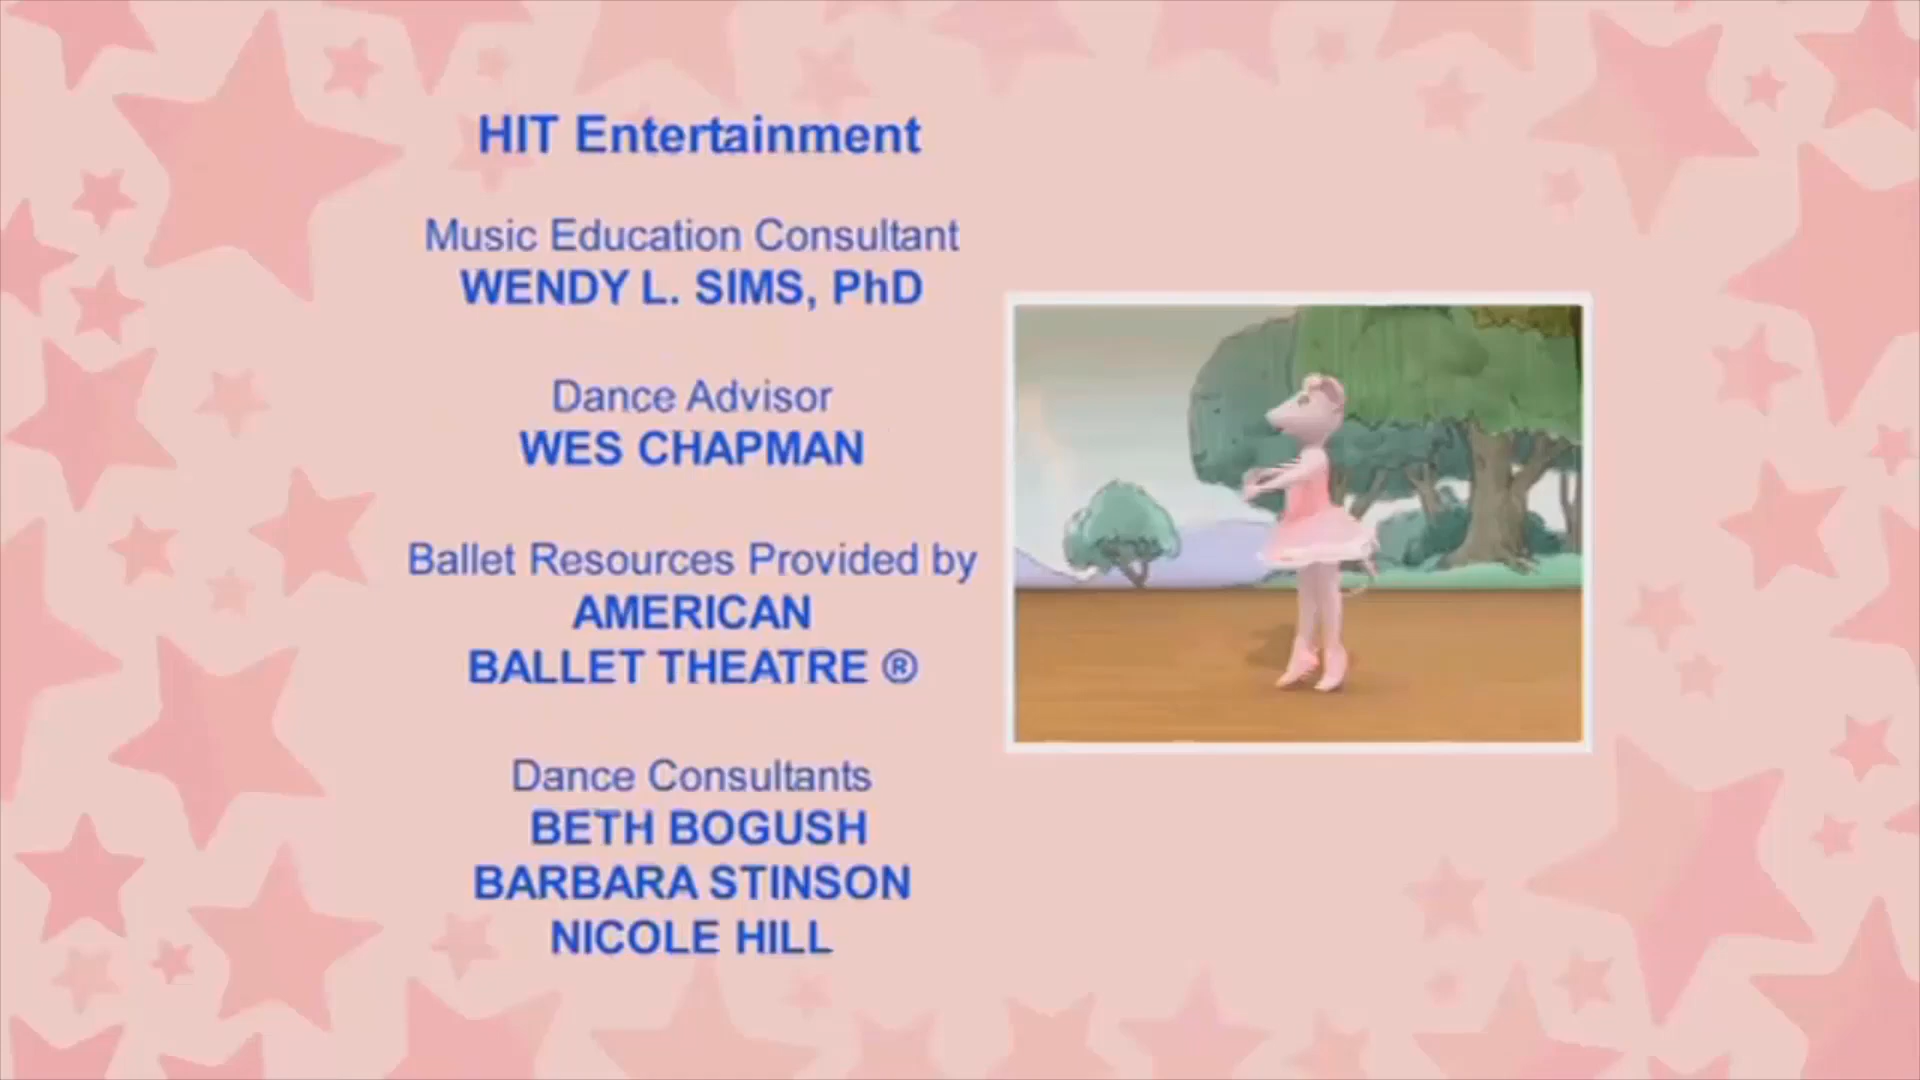 HIT Entertainment
Music Education Consultant
WENDY L. SIMS, PhD
Dance Advisor
WES CHAPMAN
Ballet Resources Provided by
AMERICAN
BALLET THEATRE ®
Dance Consultants
BETH BOGUSH
BARBARA STINSON
NICOLE HILL